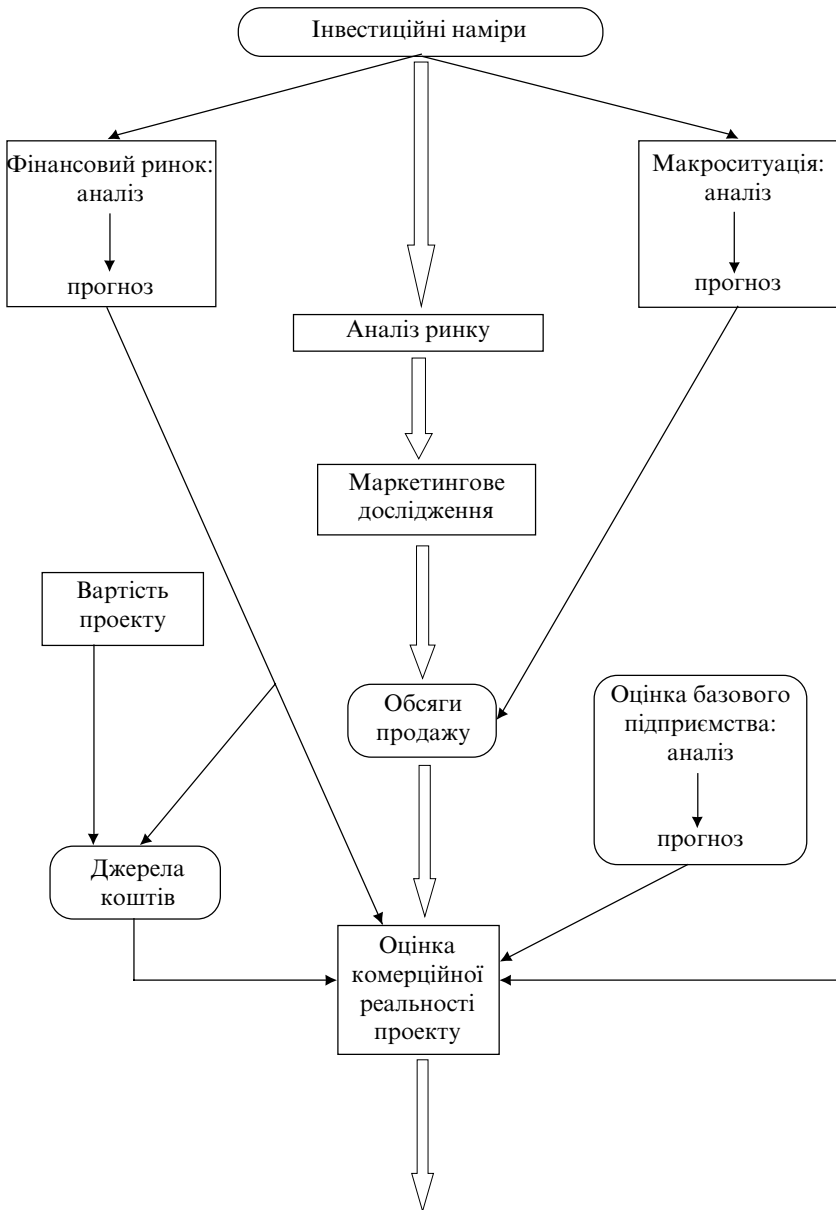 Інвестиційні наміри
Фінансовий ринок:
аналіз
прогноз
Макроситуація:
аналіз
прогноз
Аналіз ринку
Маркетингове
дослідження
Вартість
проекту
Обсяги
продажу
Оцінка базового
підприємства:
аналіз
прогноз
Джерела
коштів
Оцінка
комерційної
реальності
проекту